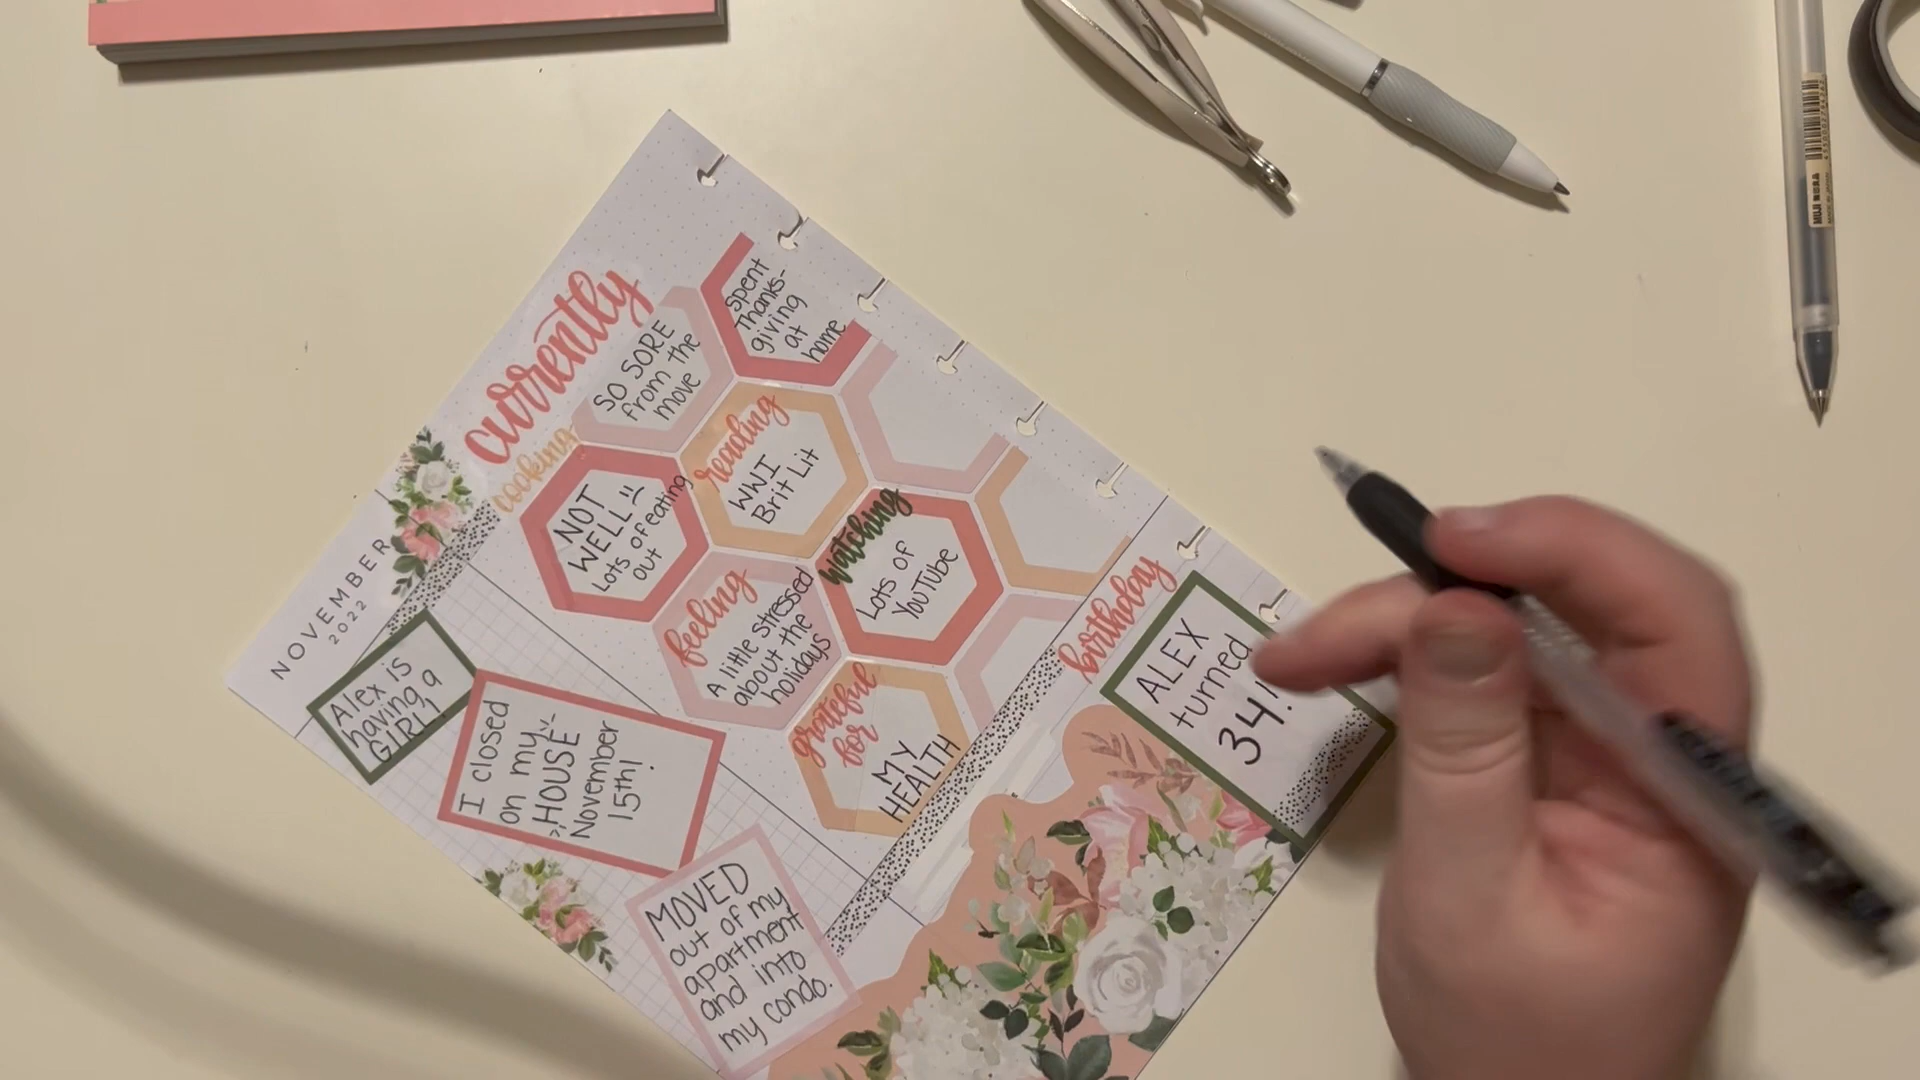 NOVEMBER
2022
currently
SO SORE
from the
move
Spent
Thanks-
giving
at
home
cooking
NOT
WELL
Lots of eating
out
reading
WWI
Brit Lit
feeling
A little stressed
about the
holidays
watching
Lots of
YouTube
grateful
for
MY
HEALTH
Alex is
having a
GIRL!
I closed
on my
HOUSE
November
15th!
MOVED
out of my
apartment
and into
my condo.
birthday
ALEX
turned
34!
MUJI